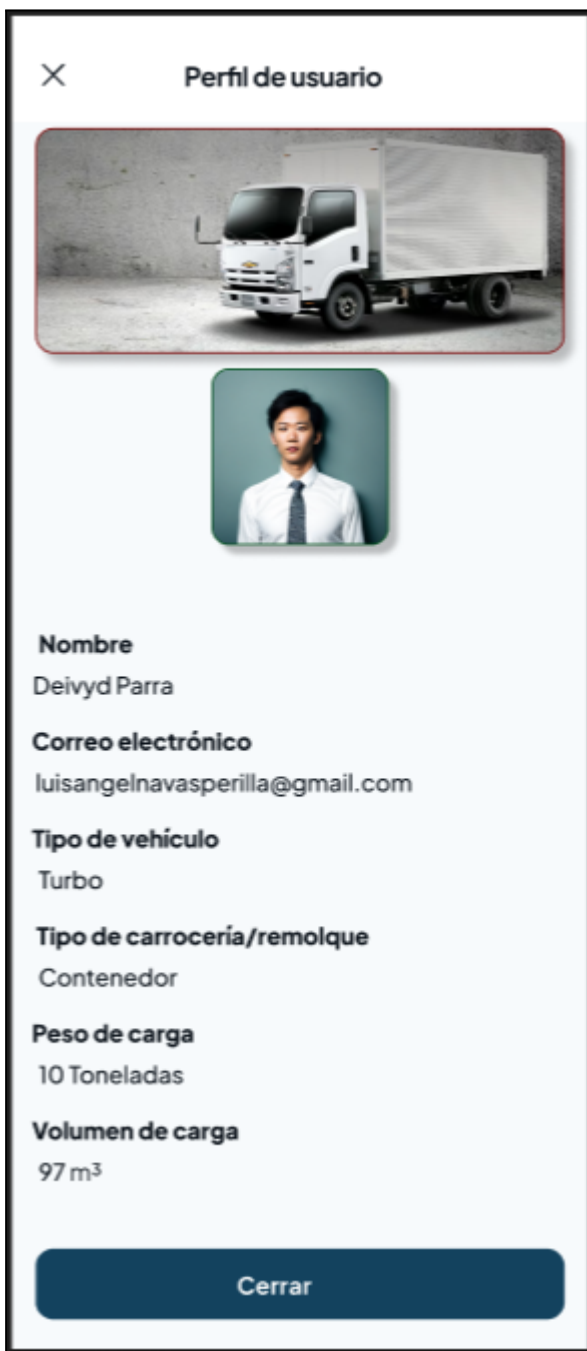 Perfil de usuario
Nombre
Deivyd Parra
Correo electrónico
luisangelnavasperilla@gmail.com
Tipo de vehículo
Turbo
Tipo de carrocería/remolque
Contenedor
Peso de carga
10 Toneladas
Volumen de carga
97 m³
Cerrar